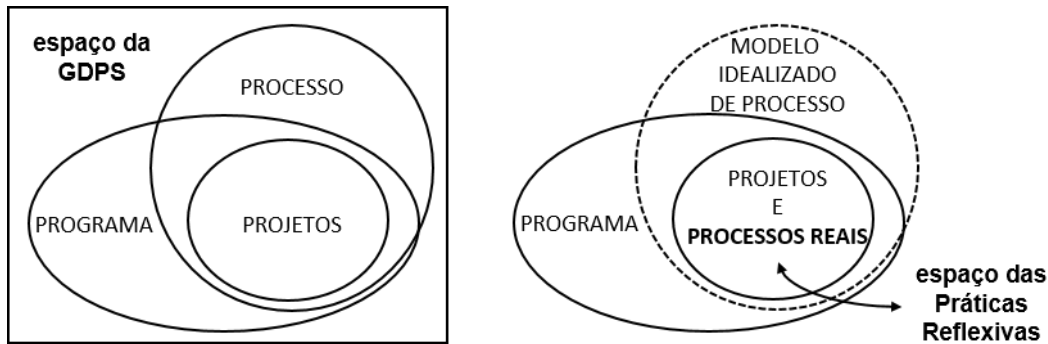 espaço da
GDPS
PROCESSO
PROGRAMA
PROJETOS
MODELO
IDEALIZADO
DE PROCESSO
PROJETOS
E
PROCESSOS REAIS
PROGRAMA
espaço das
Práticas
Reflexivas